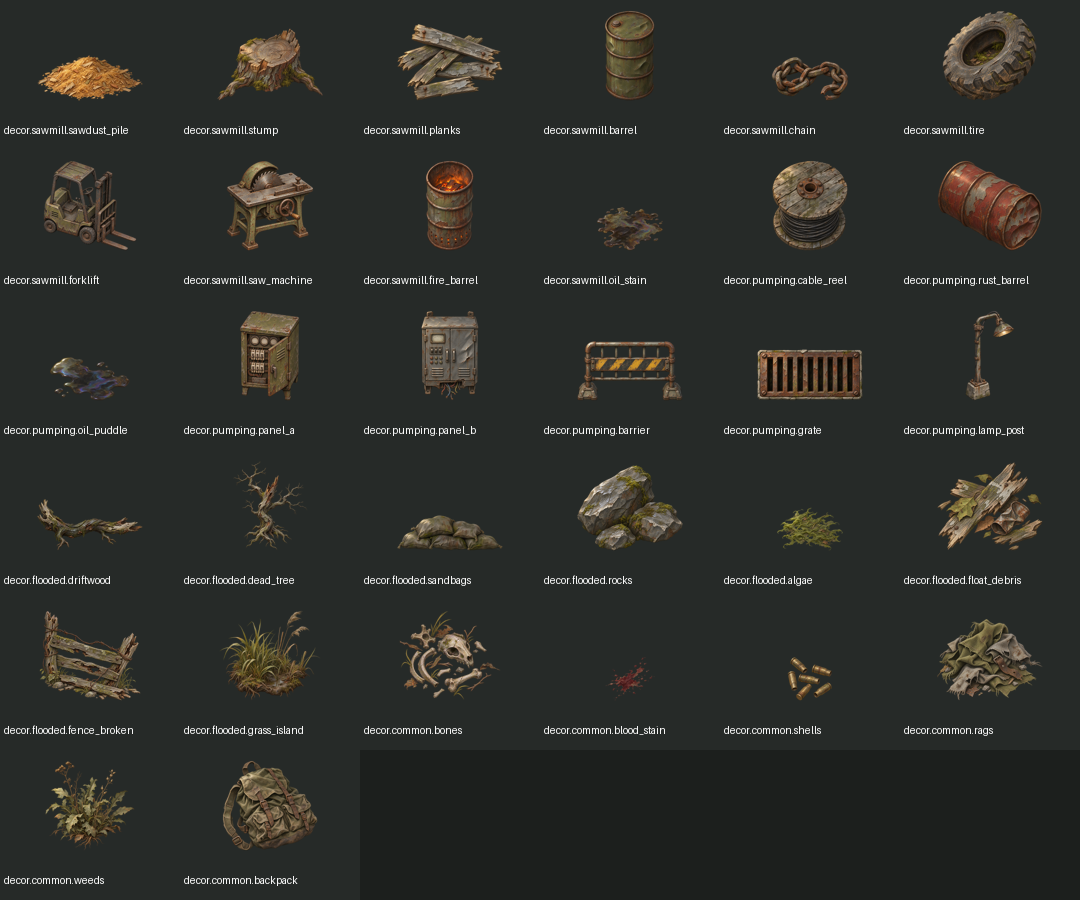 decor.sawmill.sawdust_pile
decor.sawmill.stump
decor.sawmill.planks
decor.sawmill.barrel
decor.sawmill.chain
decor.sawmill.tire
decor.sawmill.forklift
decor.sawmill.saw_machine
decor.sawmill.fire_barrel
decor.sawmill.oil_stain
decor.pumping.cable_reel
decor.pumping.rust_barrel
decor.pumping.oil_puddle
decor.pumping.panel_a
decor.pumping.panel_b
decor.pumping.barrier
decor.pumping.grate
decor.pumping.lamp_post
decor.flooded.driftwood
decor.flooded.dead_tree
decor.flooded.sandbags
decor.flooded.rocks
decor.flooded.algae
decor.flooded.float_debris
decor.flooded.fence_broken
decor.flooded.grass_island
decor.common.bones
decor.common.blood_stain
decor.common.shells
decor.common.rags
decor.common.weeds
decor.common.backpack